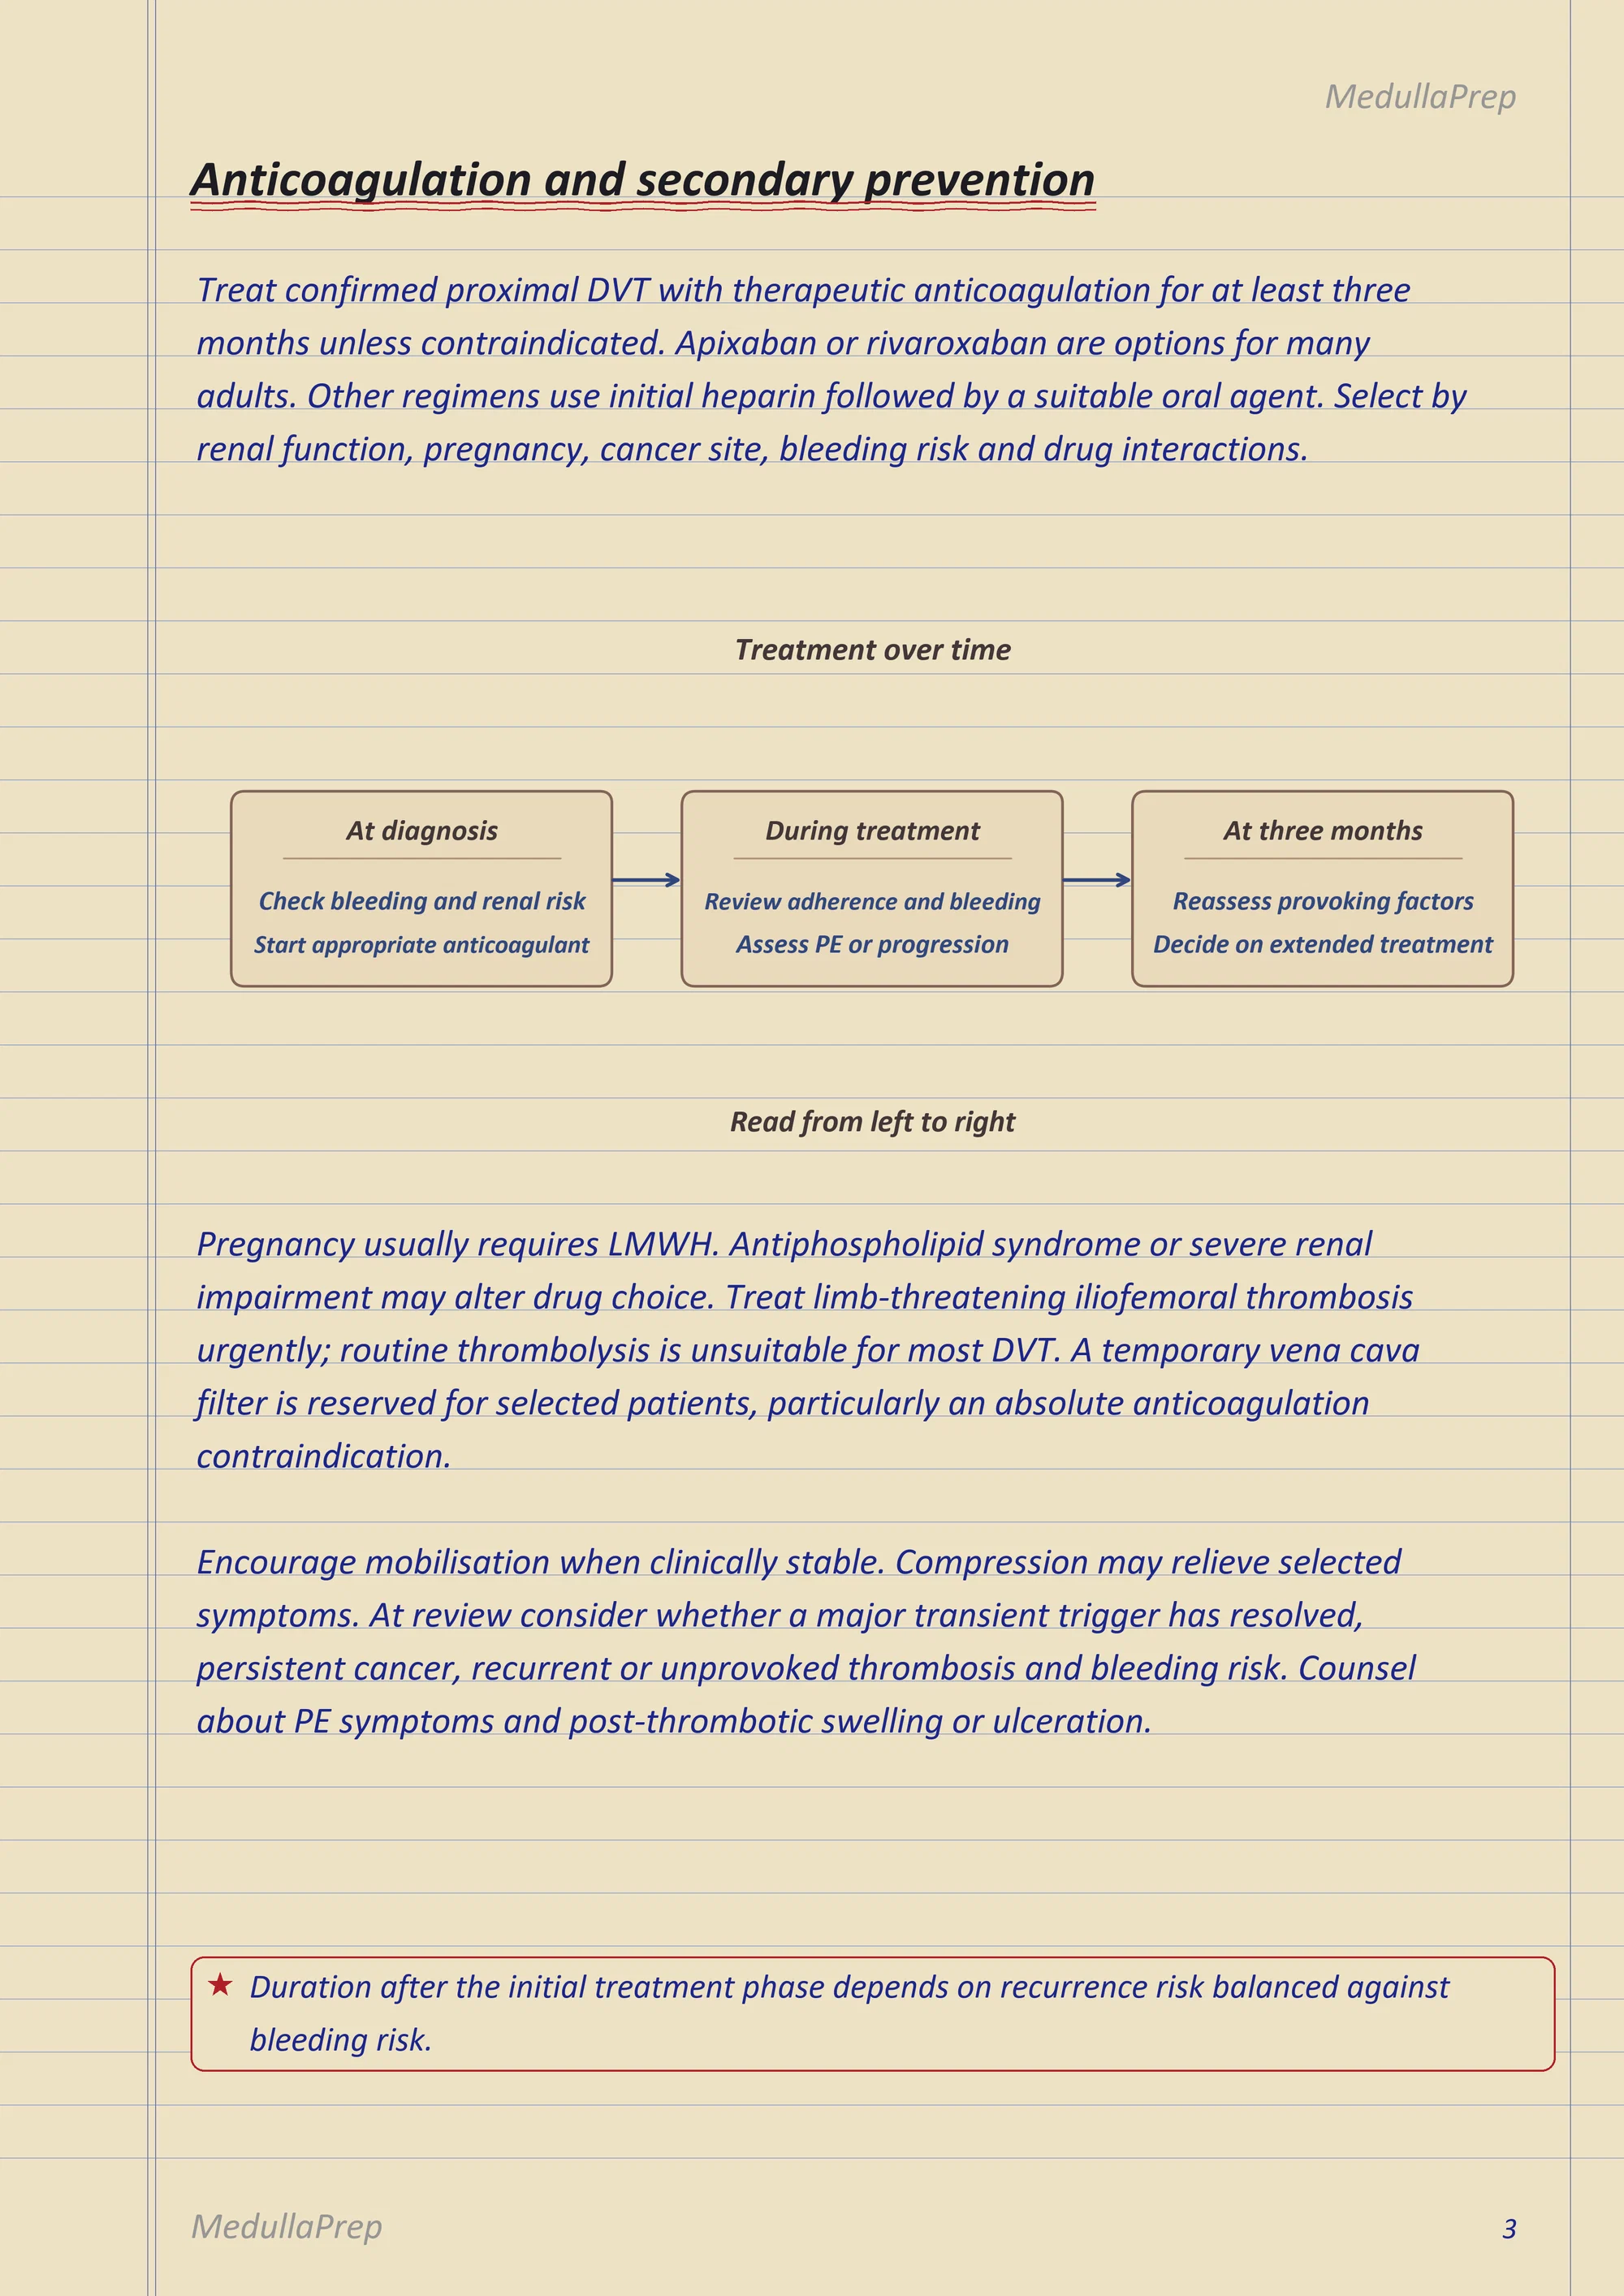 MedullaPrep
Anticoagulation and secondary prevention
Treat confirmed proximal DVT with therapeutic anticoagulation for at least three
months unless contraindicated. Apixaban or rivaroxaban are options for many
adults. Other regimens use initial heparin followed by a suitable oral agent. Select by
renal function, pregnancy, cancer site, bleeding risk and drug interactions.
Treatment over time
At diagnosis
Check bleeding and renal risk
Start appropriate anticoagulant
During treatment
Review adherence and bleeding
Assess PE or progression
At three months
Reassess provoking factors
Decide on extended treatment
Read from left to right
Pregnancy usually requires LMWH. Antiphospholipid syndrome or severe renal
impairment may alter drug choice. Treat limb-threatening iliofemoral thrombosis
urgently; routine thrombolysis is unsuitable for most DVT. A temporary vena cava
filter is reserved for selected patients, particularly an absolute anticoagulation
contraindication.
Encourage mobilisation when clinically stable. Compression may relieve selected
symptoms. At review consider whether a major transient trigger has resolved,
persistent cancer, recurrent or unprovoked thrombosis and bleeding risk. Counsel
about PE symptoms and post-thrombotic swelling or ulceration.
★ Duration after the initial treatment phase depends on recurrence risk balanced against
bleeding risk.
MedullaPrep
3